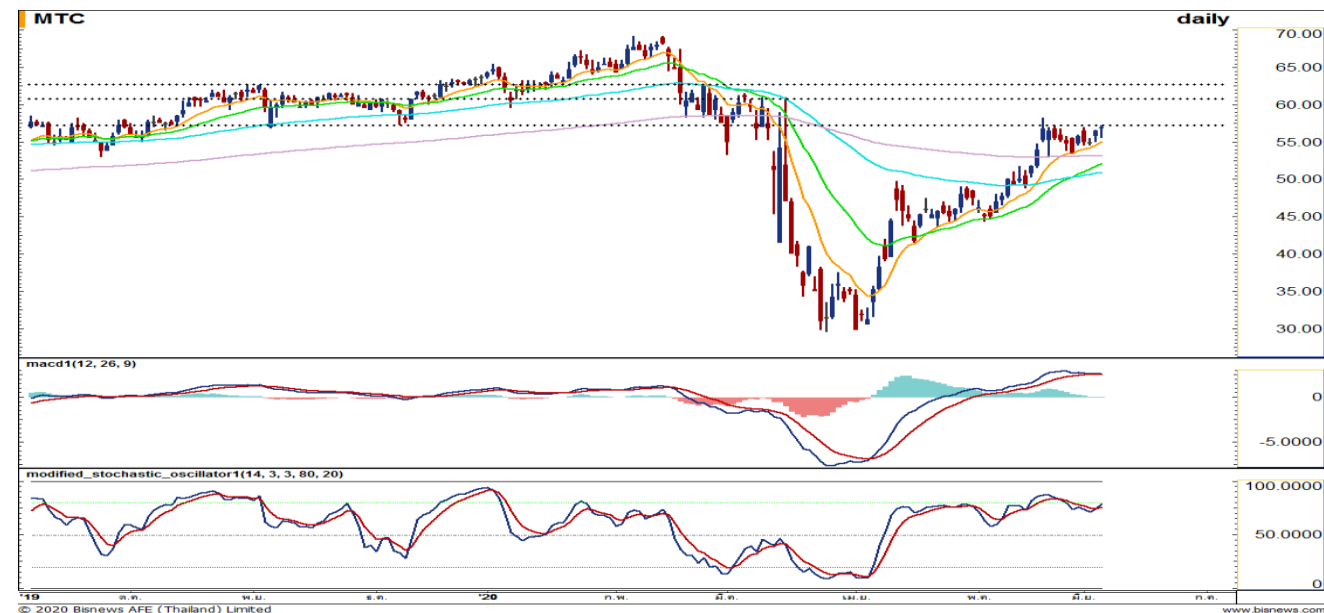 MTC daily
70.00
65.00
60.00
55.00
50.00
45.00
40.00
35.00
30.00
macd1(12, 26, 9)
0
-5.0000
modified_stochastic_oscillator1(14, 3, 3, 80, 20)
100.0000
50.0000
0
'19 ต.ค. พ.ย. ธ.ค. '20 ก.พ. มี.ค. เม.ย. พ.ค. มิ.ย. ก.ค.
© 2020 Bisnews AFE (Thailand) Limited www.bisnews.com